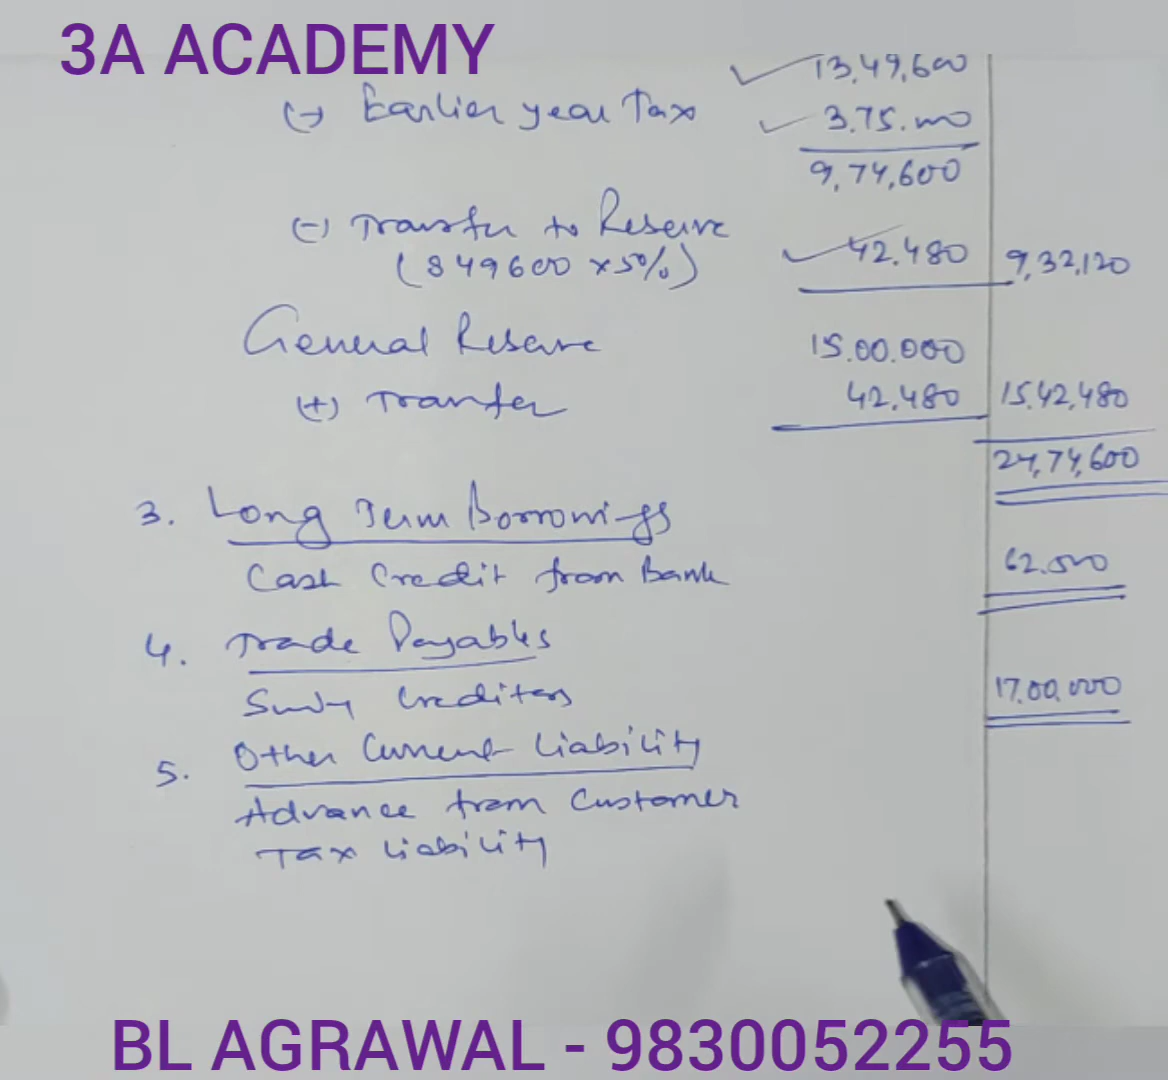 3A ACADEMY
13,49,600
(-) Earlier year Tax 3.75.000
9,74,600
(-) Transfer to Reserve
(849600 x 5%) 42.480 9,32,120
General Reserve 15.00.000
(+) Transfer 42.480 15,42,480
24,74,600
3. Long Term Borrowings
Cash Credit from Bank 62.500
4. Trade Payables
Sundry Creditors 17.00.000
5. Other Current Liability
Advance from Customer
Tax Liability
BL AGRAWAL - 9830052255